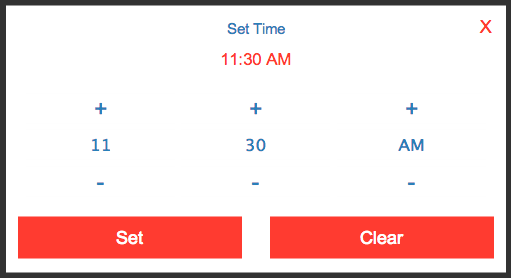 Set Time
X
11:30 AM
+ + +
11 30 AM
- - -
Set Clear